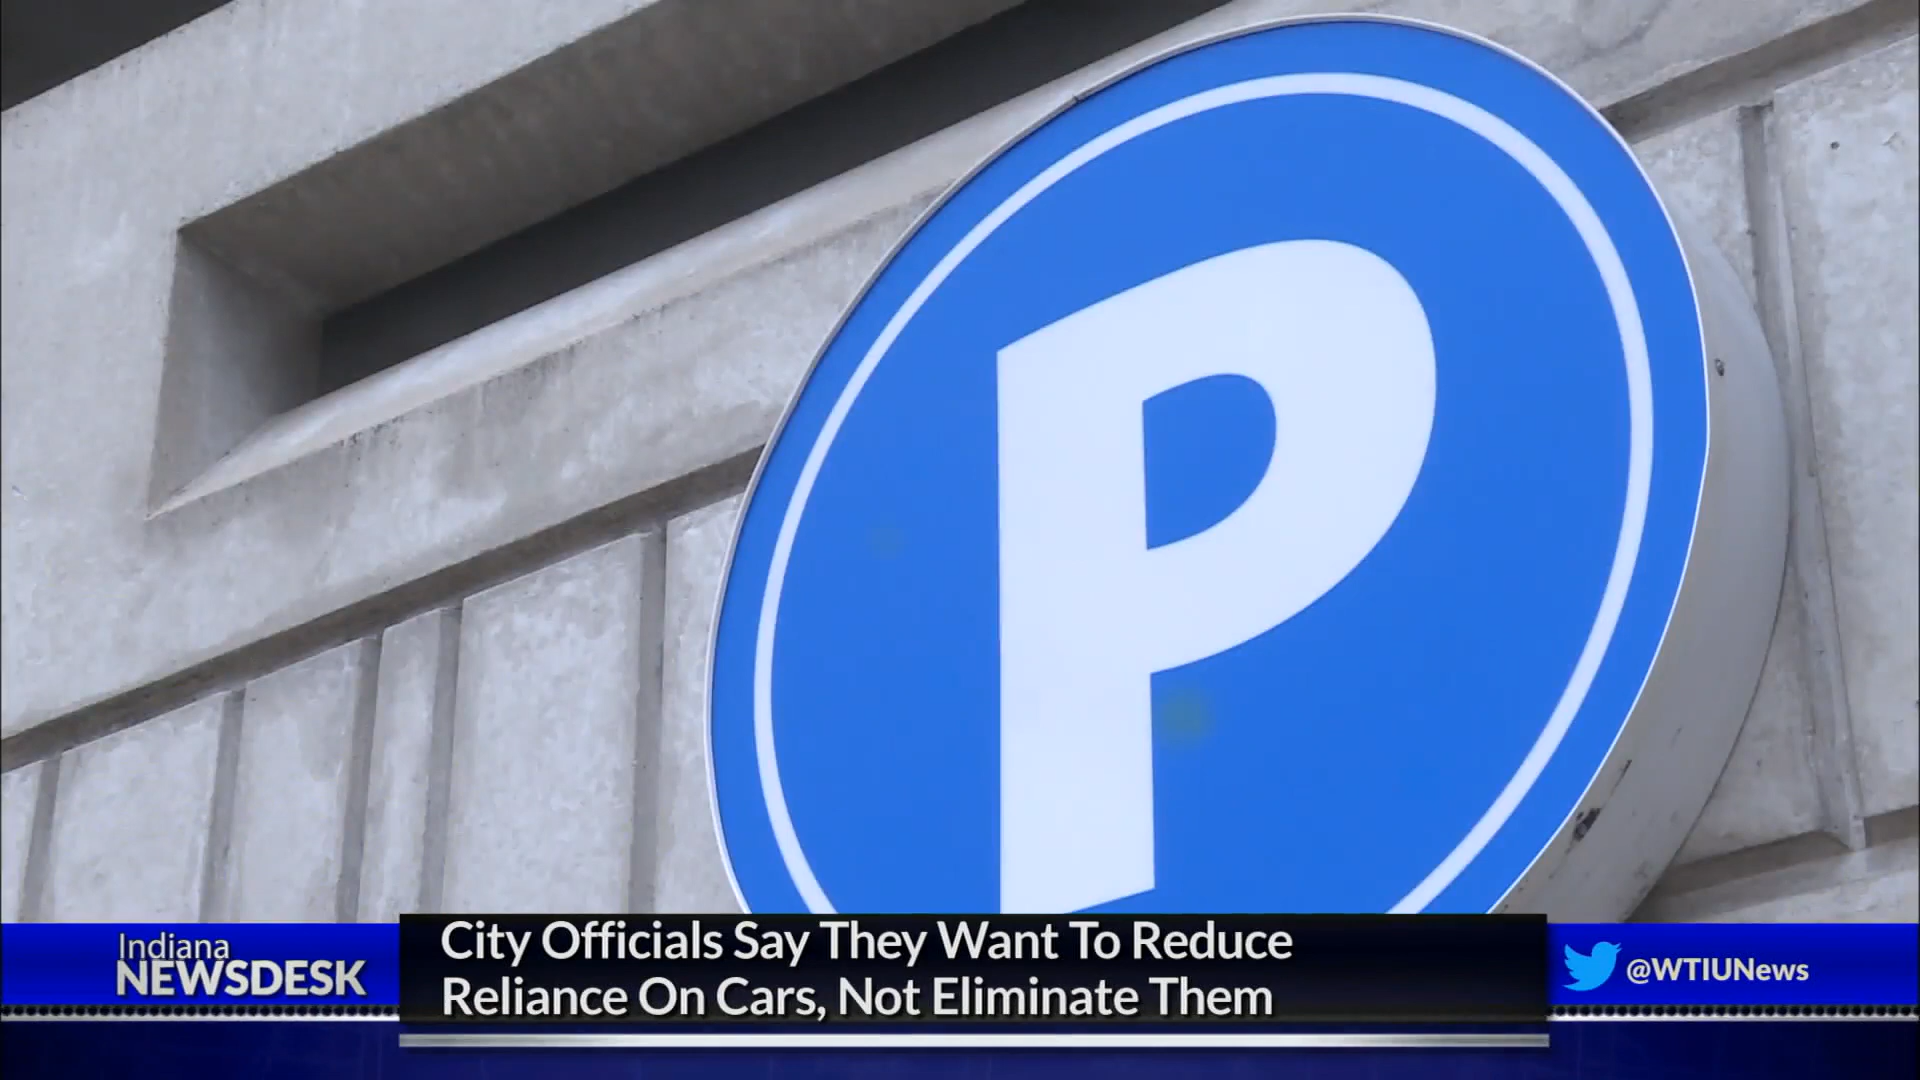 P
Indiana
NEWSDESK
City Officials Say They Want To Reduce
Reliance On Cars, Not Eliminate Them
@WTIUNews